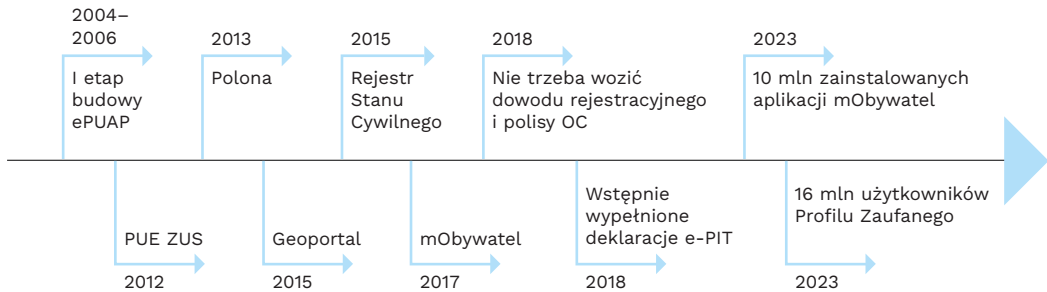 2004–
2006
I etap
budowy
ePUAP
PUE ZUS
2012
2013
Polona
Geoportal
2015
2015
Rejestr
Stanu
Cywilnego
mObywatel
2017
2018
Nie trzeba wozić
dowodu rejestracyjnego
i polisy OC
Wstępnie
wypełnione
deklaracje e-PIT
2018
2023
10 mln zainstalowanych
aplikacji mObywatel
16 mln użytkowników
Profilu Zaufanego
2023